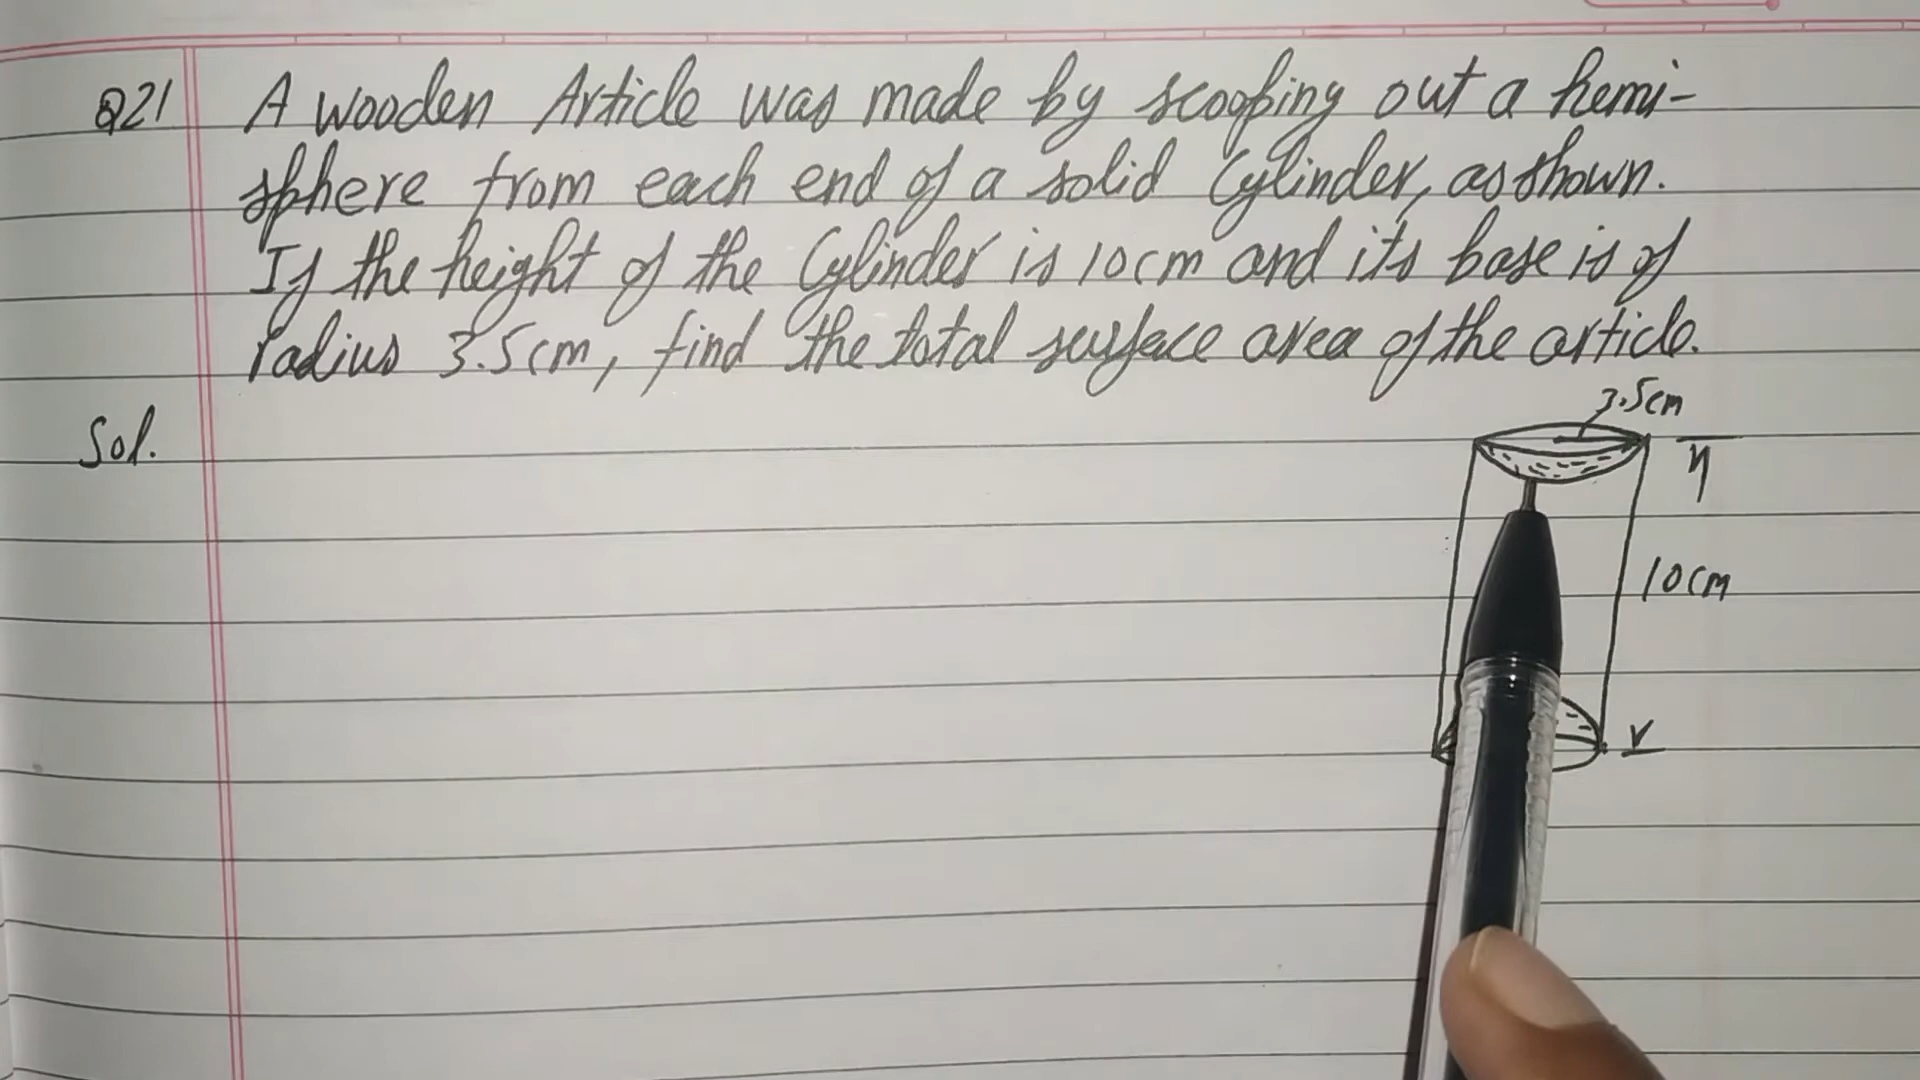 Q21 A wooden Article was made by scooping out a hemi-
sphere from each end of a solid Cylinder, as shown.
If the height of the Cylinder is 10cm and its base is of
radius 3.5cm, find the total surface area of the article.
Sol.
3.5cm
10cm